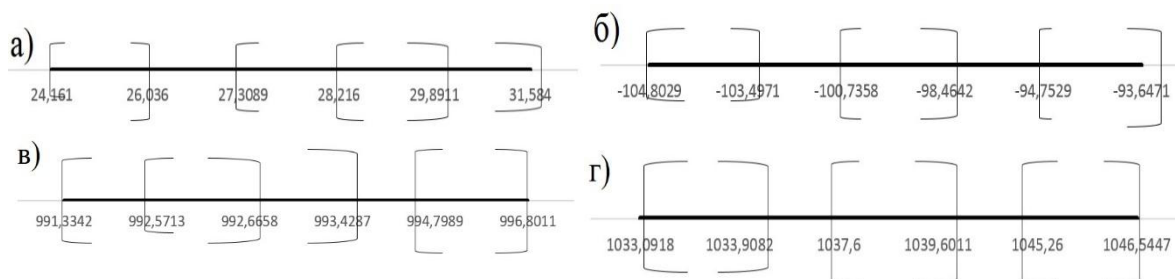 а)
24,161 26,036 27,3089 28,216 29,8911 31,584
б)
-104,8029 -103,4971 -100,7358 -98,4642 -94,7529 -93,6471
в)
991,3342 992,5713 992,6658 993,4287 994,7989 996,8011
г)
1033,0918 1033,9082 1037,6 1039,6011 1045,26 1046,5447